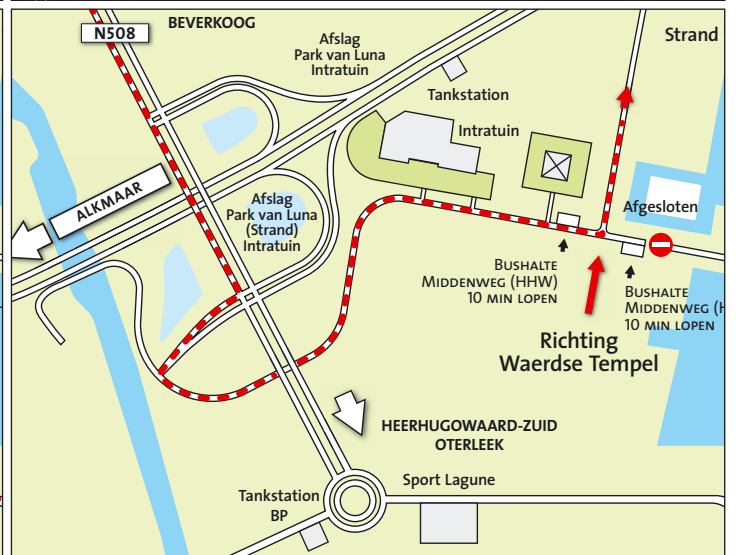 BEVERKOOG
N508
Afslag
Park van Luna
Intratuin
Strand
Tankstation
Intratuin
ALKMAAR
Afslag
Park van Luna
(Strand)
Intratuin
Afgesloten
BUSHALTE
MIDDENWEG (HHW)
10 MIN LOPEN
BUSHALTE
MIDDENWEG (H
10 MIN LOPEN
Richting
Waerdse Tempel
HEERHUGOWAARD-ZUID
OTERLEEK
Sport Lagune
Tankstation
BP